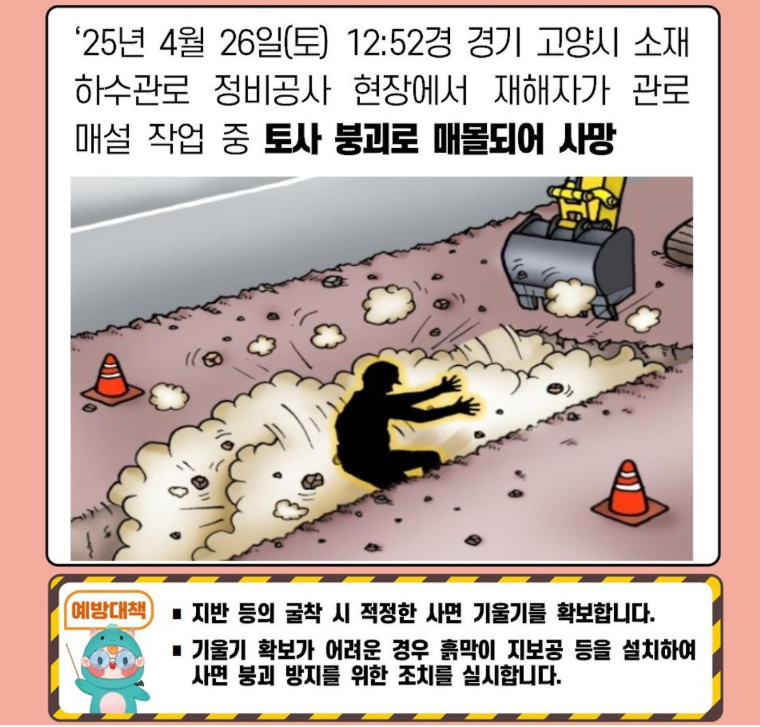 ‘25년 4월 26일(토) 12:52경 경기 고양시 소재
하수관로 정비공사 현장에서 재해자가 관로
매설 작업 중 토사 붕괴로 매몰되어 사망
예방대책
▪ 지반 등의 굴착 시 적정한 사면 기울기를 확보합니다.
▪ 기울기 확보가 어려운 경우 흙막이 지보공 등을 설치하여
사면 붕괴 방지를 위한 조치를 실시합니다.